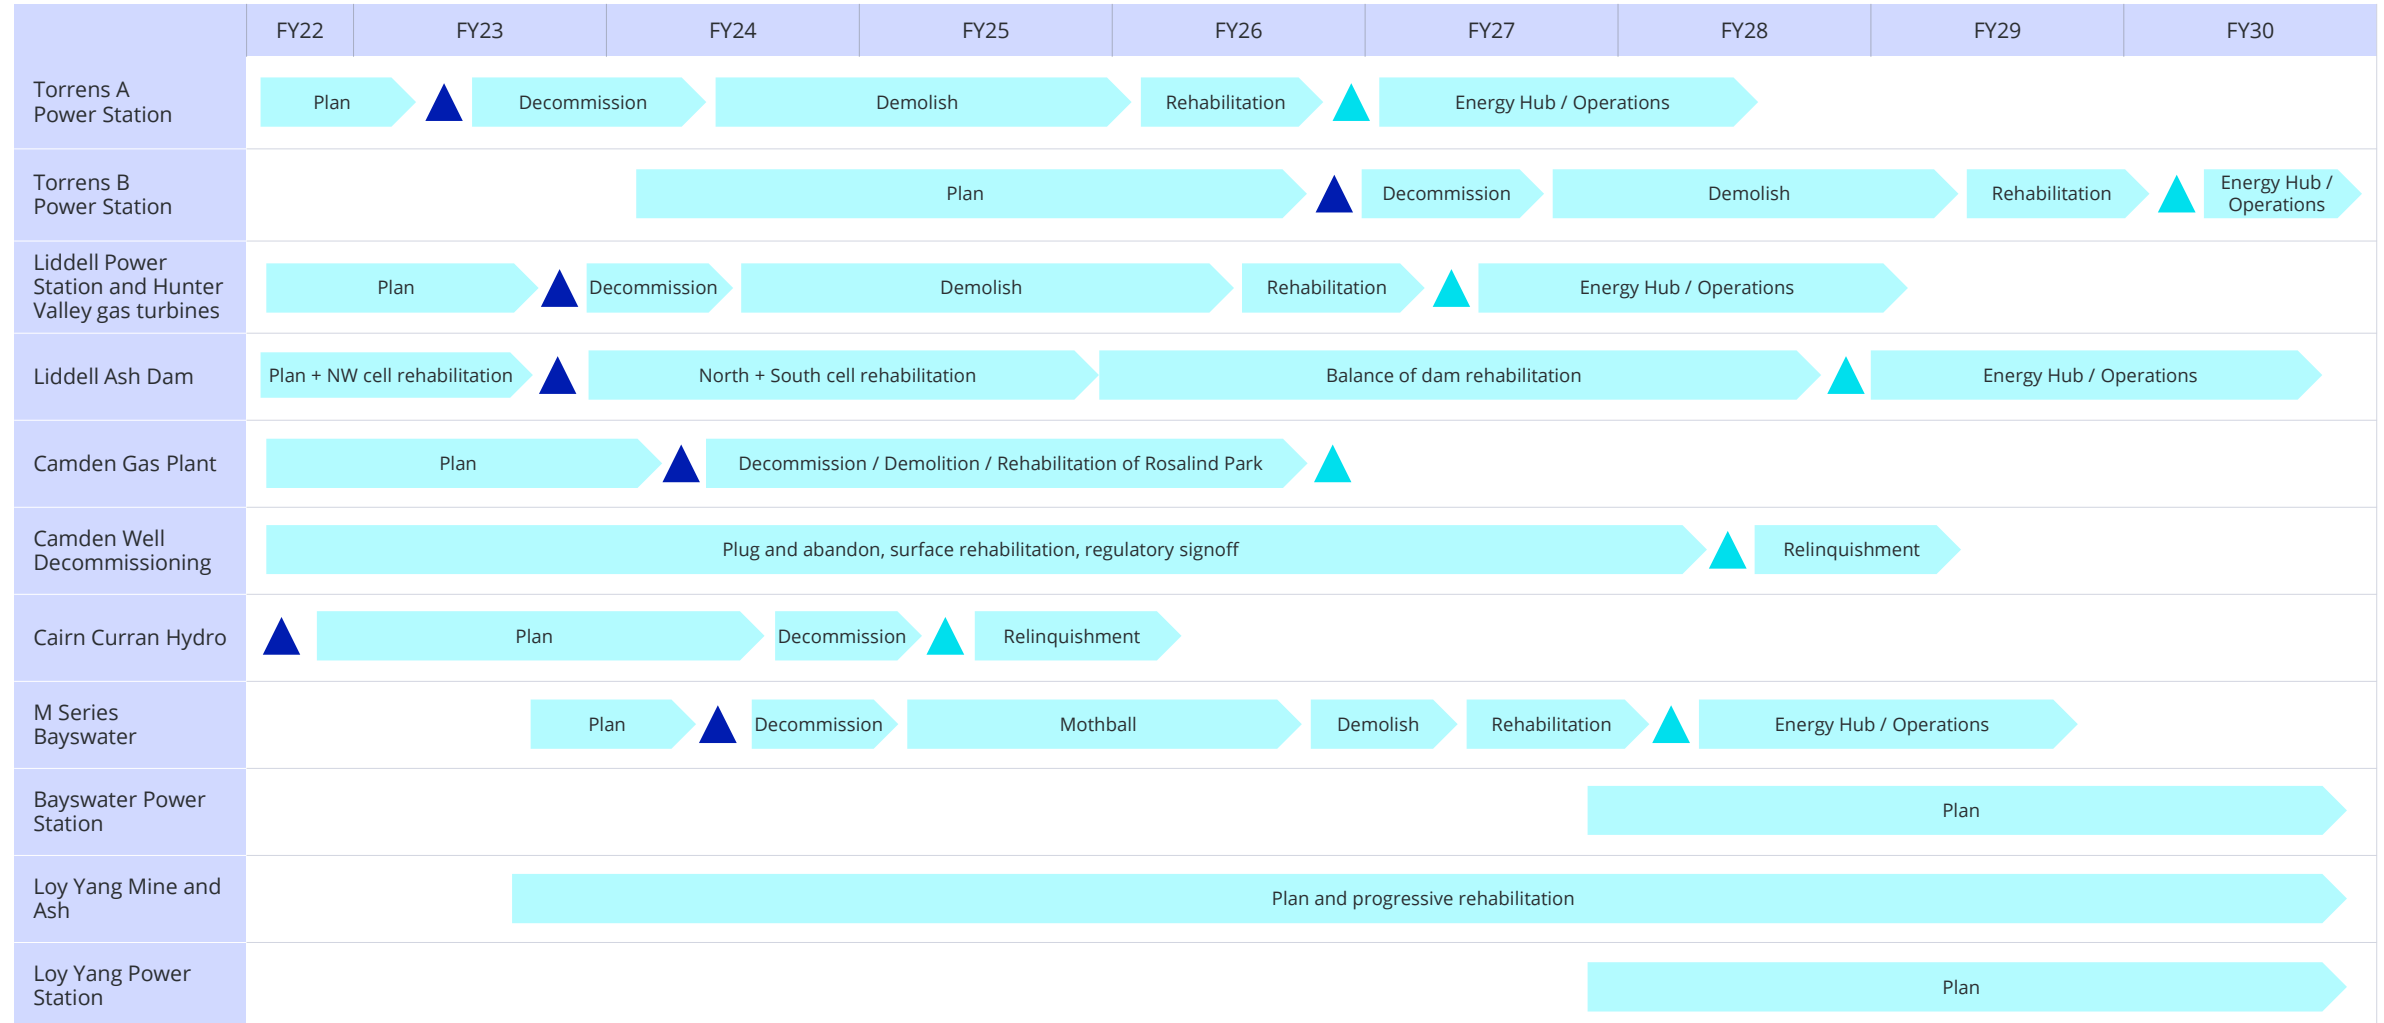 FY22 FY23 FY24 FY25 FY26 FY27 FY28 FY29 FY30
Torrens A
Power Station
Plan Decommission Demolish Rehabilitation Energy Hub / Operations
Torrens B
Power Station
Plan Decommission Demolish Rehabilitation Energy Hub /
Operations
Liddell Power
Station and Hunter
Valley gas turbines
Plan Decommission Demolish Rehabilitation Energy Hub / Operations
Liddell Ash Dam
Plan + NW cell rehabilitation North + South cell rehabilitation Balance of dam rehabilitation Energy Hub / Operations
Camden Gas Plant
Plan Decommission / Demolition / Rehabilitation of Rosalind Park
Camden Well
Decommissioning
Plug and abandon, surface rehabilitation, regulatory signoff Relinquishment
Cairn Curran Hydro
Plan Decommission Relinquishment
M Series
Bayswater
Plan Decommission Mothball Demolish Rehabilitation Energy Hub / Operations
Bayswater Power
Station
Plan
Loy Yang Mine and
Ash
Plan and progressive rehabilitation
Loy Yang Power
Station
Plan